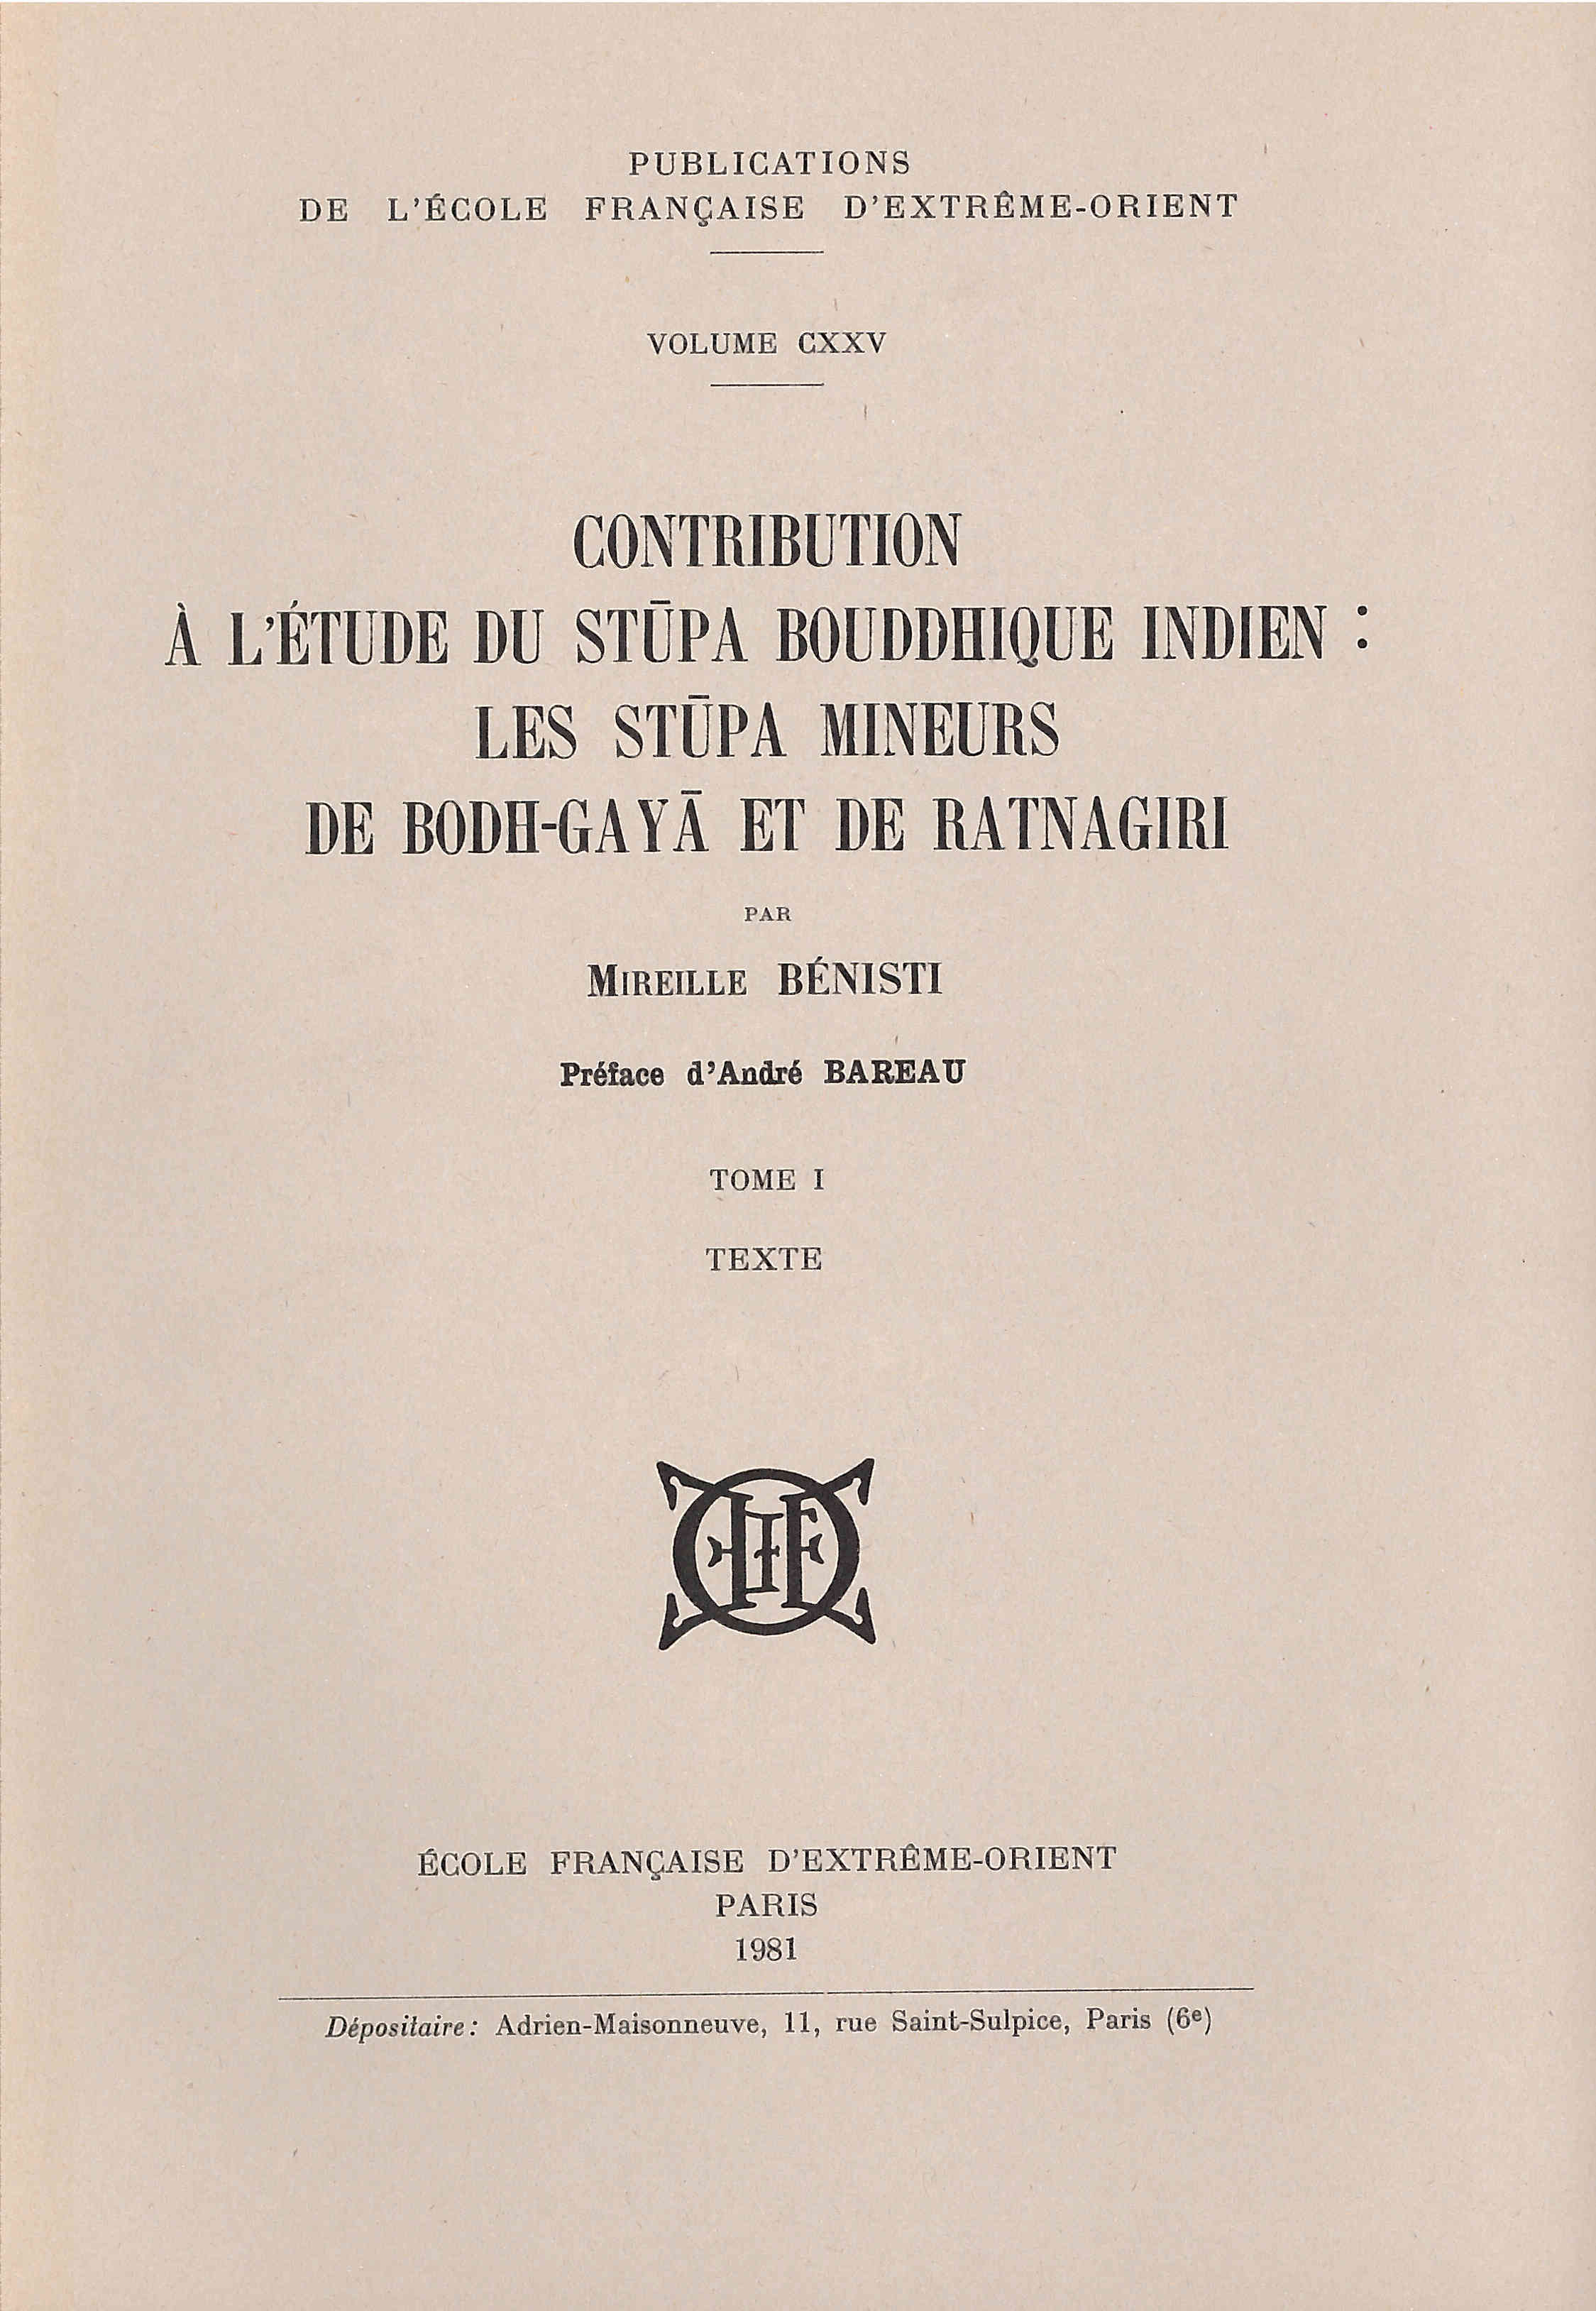 PUBLICATIONS
DE L'ÉCOLE FRANÇAISE D'EXTRÊME-ORIENT
VOLUME CXXV
CONTRIBUTION
À L'ÉTUDE DU STŪPA BOUDDHIQUE INDIEN :
LES STŪPA MINEURS
DE BODH-GAYĀ ET DE RATNAGIRI
PAR
MIREILLE BÉNISTI
Préface d'André BAREAU
TOME I
TEXTE
ÉCOLE FRANÇAISE D'EXTRÊME-ORIENT
PARIS
1981
Dépositaire : Adrien-Maisonneuve, 11, rue Saint-Sulpice, Paris (6e)